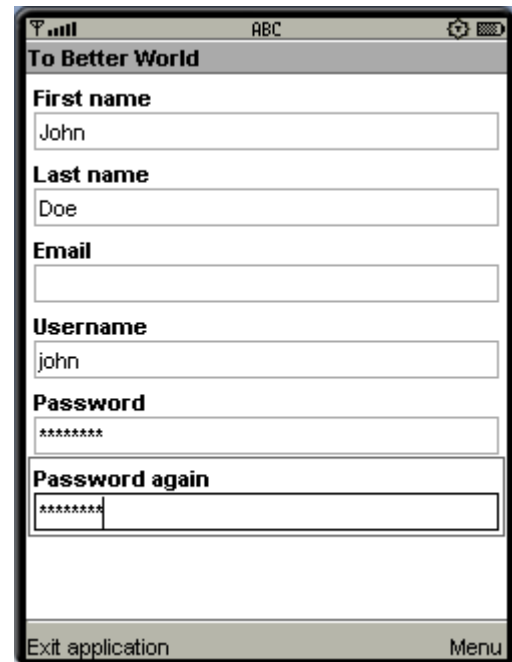 ABC
To Better World
First name
John
Last name
Doe
Email
Username
john
Password
********
Password again
********
Exit application Menu